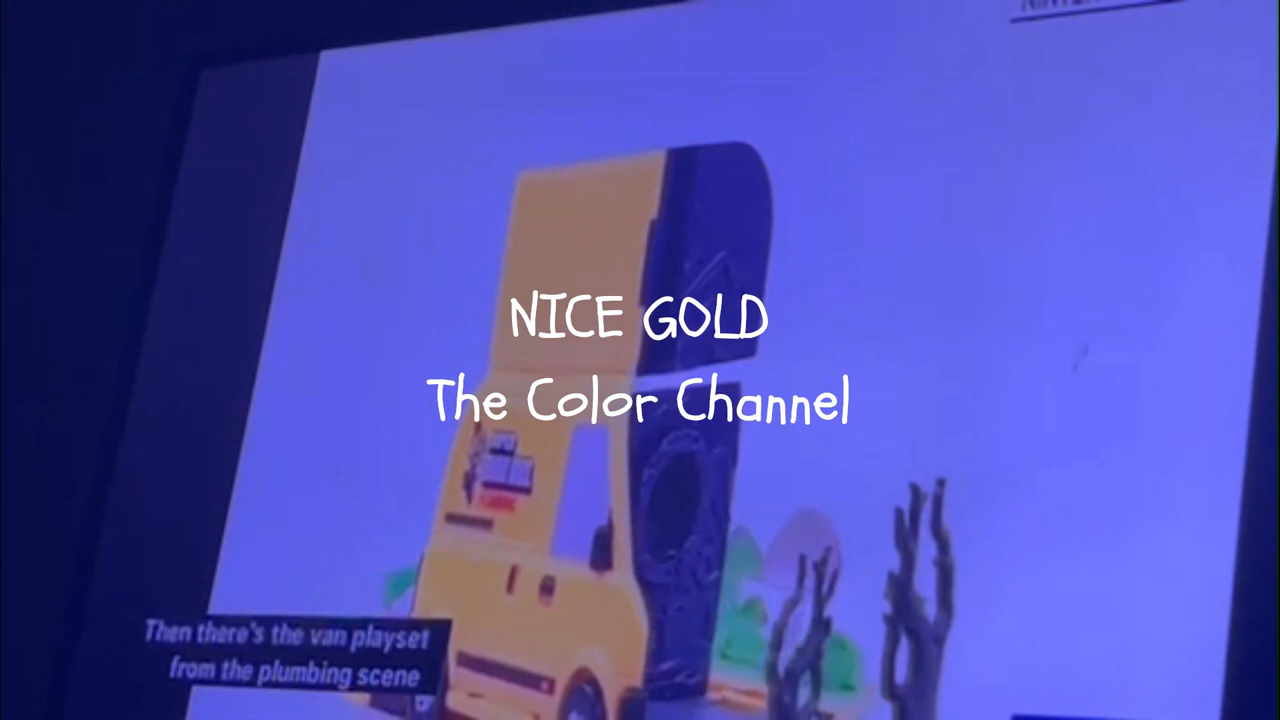 NICE GOLD
The Color Channel
Then there's the van playset
from the plumbing scene